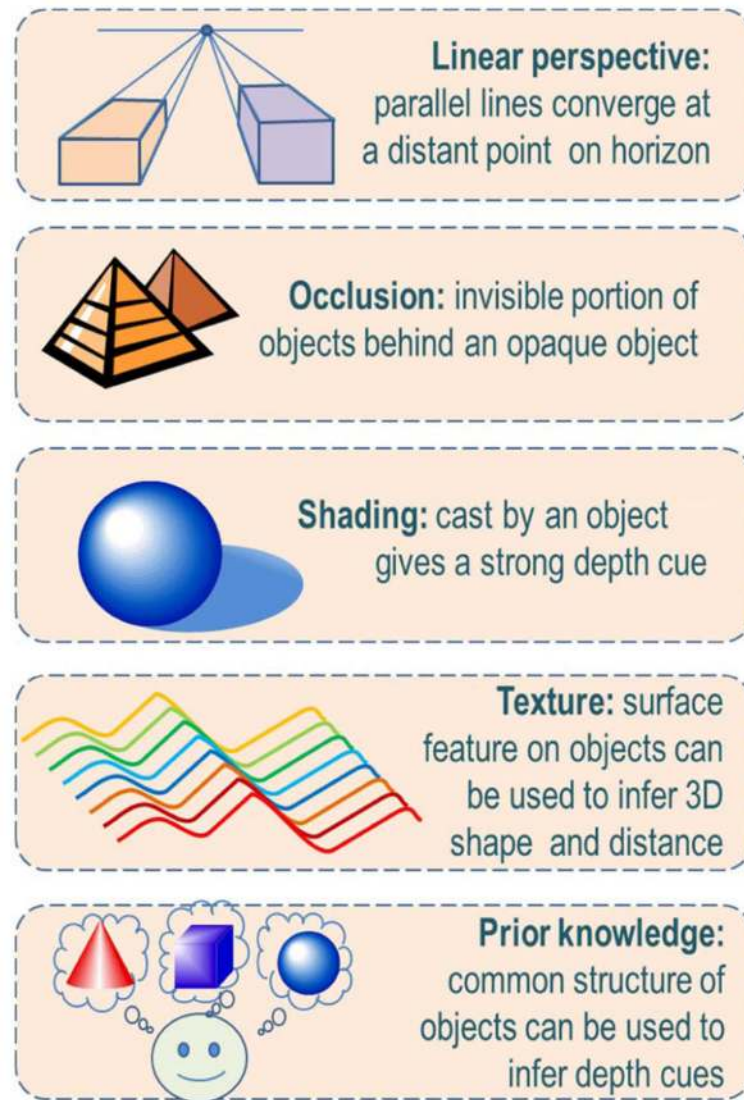 Linear perspective:
parallel lines converge at
a distant point on horizon
Occlusion: invisible portion of
objects behind an opaque object
Shading: cast by an object
gives a strong depth cue
Texture: surface
feature on objects can
be used to infer 3D
shape and distance
Prior knowledge:
common structure of
objects can be used to
infer depth cues